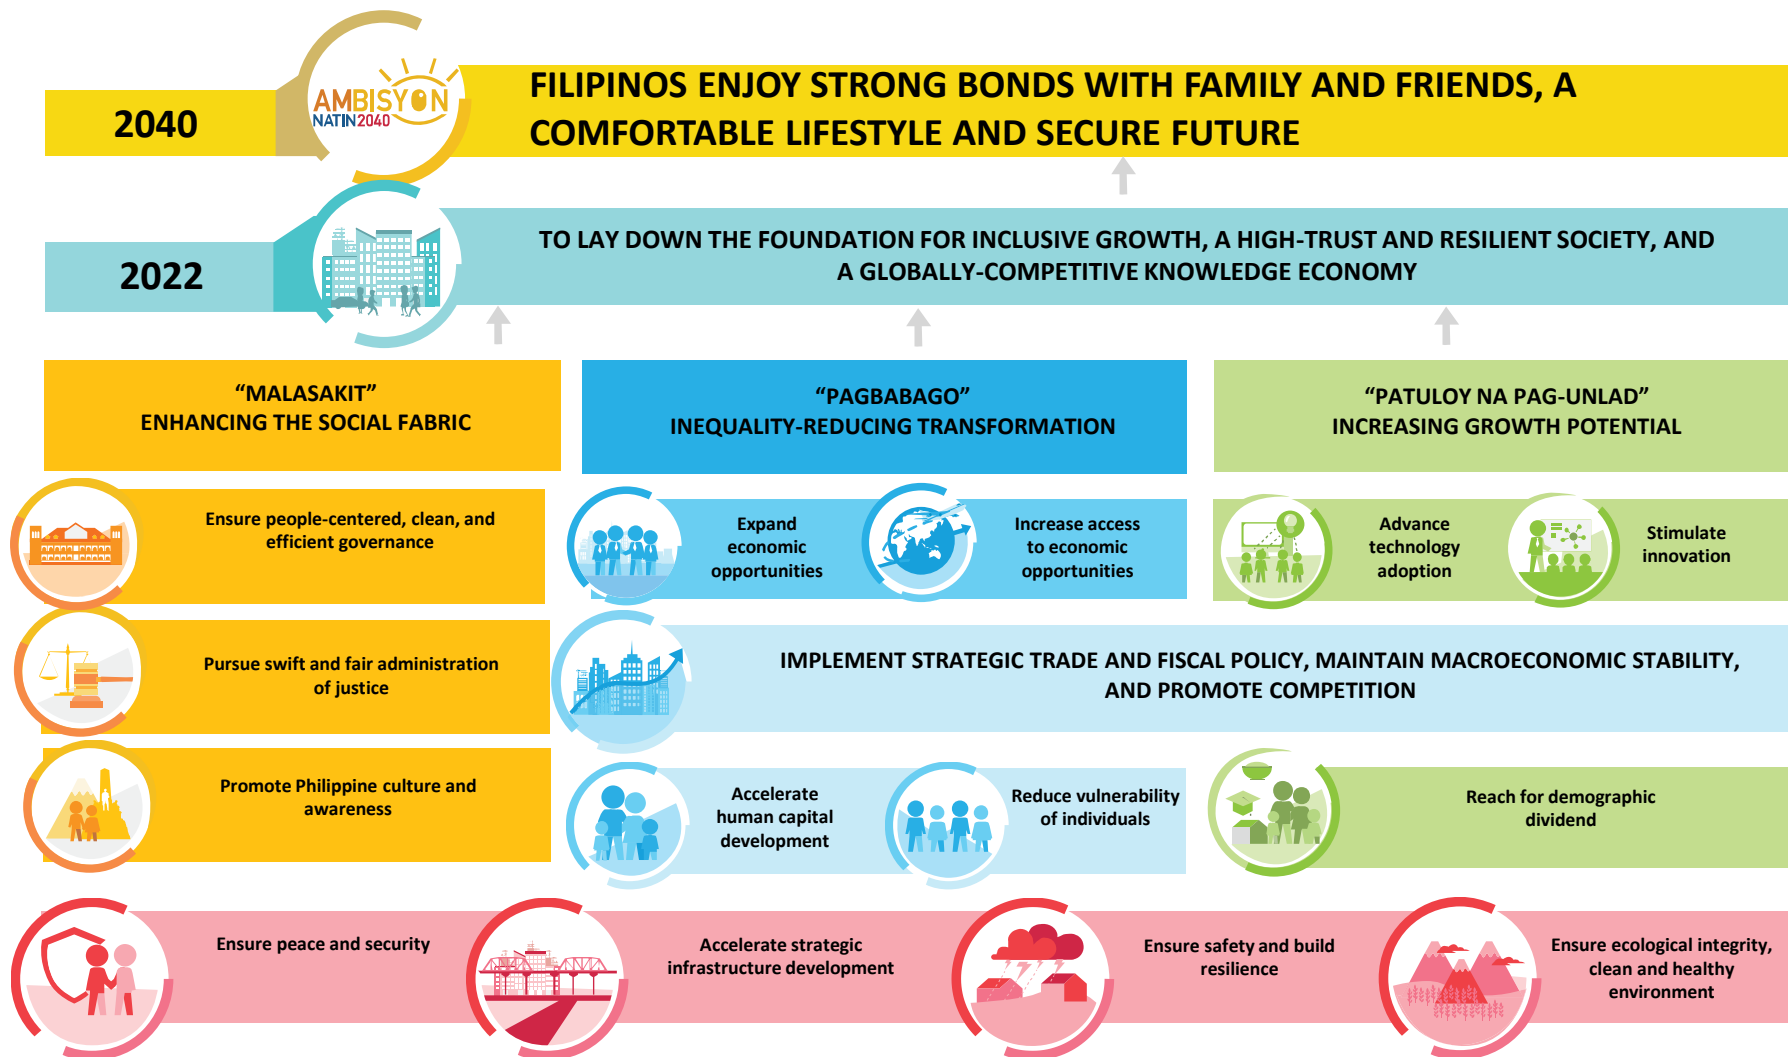 2040
AMBISYON
NATIN2040
FILIPINOS ENJOY STRONG BONDS WITH FAMILY AND FRIENDS, A
COMFORTABLE LIFESTYLE AND SECURE FUTURE
2022
TO LAY DOWN THE FOUNDATION FOR INCLUSIVE GROWTH, A HIGH-TRUST AND RESILIENT SOCIETY, AND
A GLOBALLY-COMPETITIVE KNOWLEDGE ECONOMY
“MALASAKIT”
ENHANCING THE SOCIAL FABRIC
“PAGBABAGO”
INEQUALITY-REDUCING TRANSFORMATION
“PATULOY NA PAG-UNLAD”
INCREASING GROWTH POTENTIAL
Ensure people-centered, clean, and
efficient governance
Expand
economic
opportunities
Increase access
to economic
opportunities
Advance
technology
adoption
Stimulate
innovation
Pursue swift and fair administration
of justice
IMPLEMENT STRATEGIC TRADE AND FISCAL POLICY, MAINTAIN MACROECONOMIC STABILITY,
AND PROMOTE COMPETITION
Promote Philippine culture and
awareness
Accelerate
human capital
development
Reduce vulnerability
of individuals
Reach for demographic
dividend
Ensure peace and security
Accelerate strategic
infrastructure development
Ensure safety and build
resilience
Ensure ecological integrity,
clean and healthy
environment